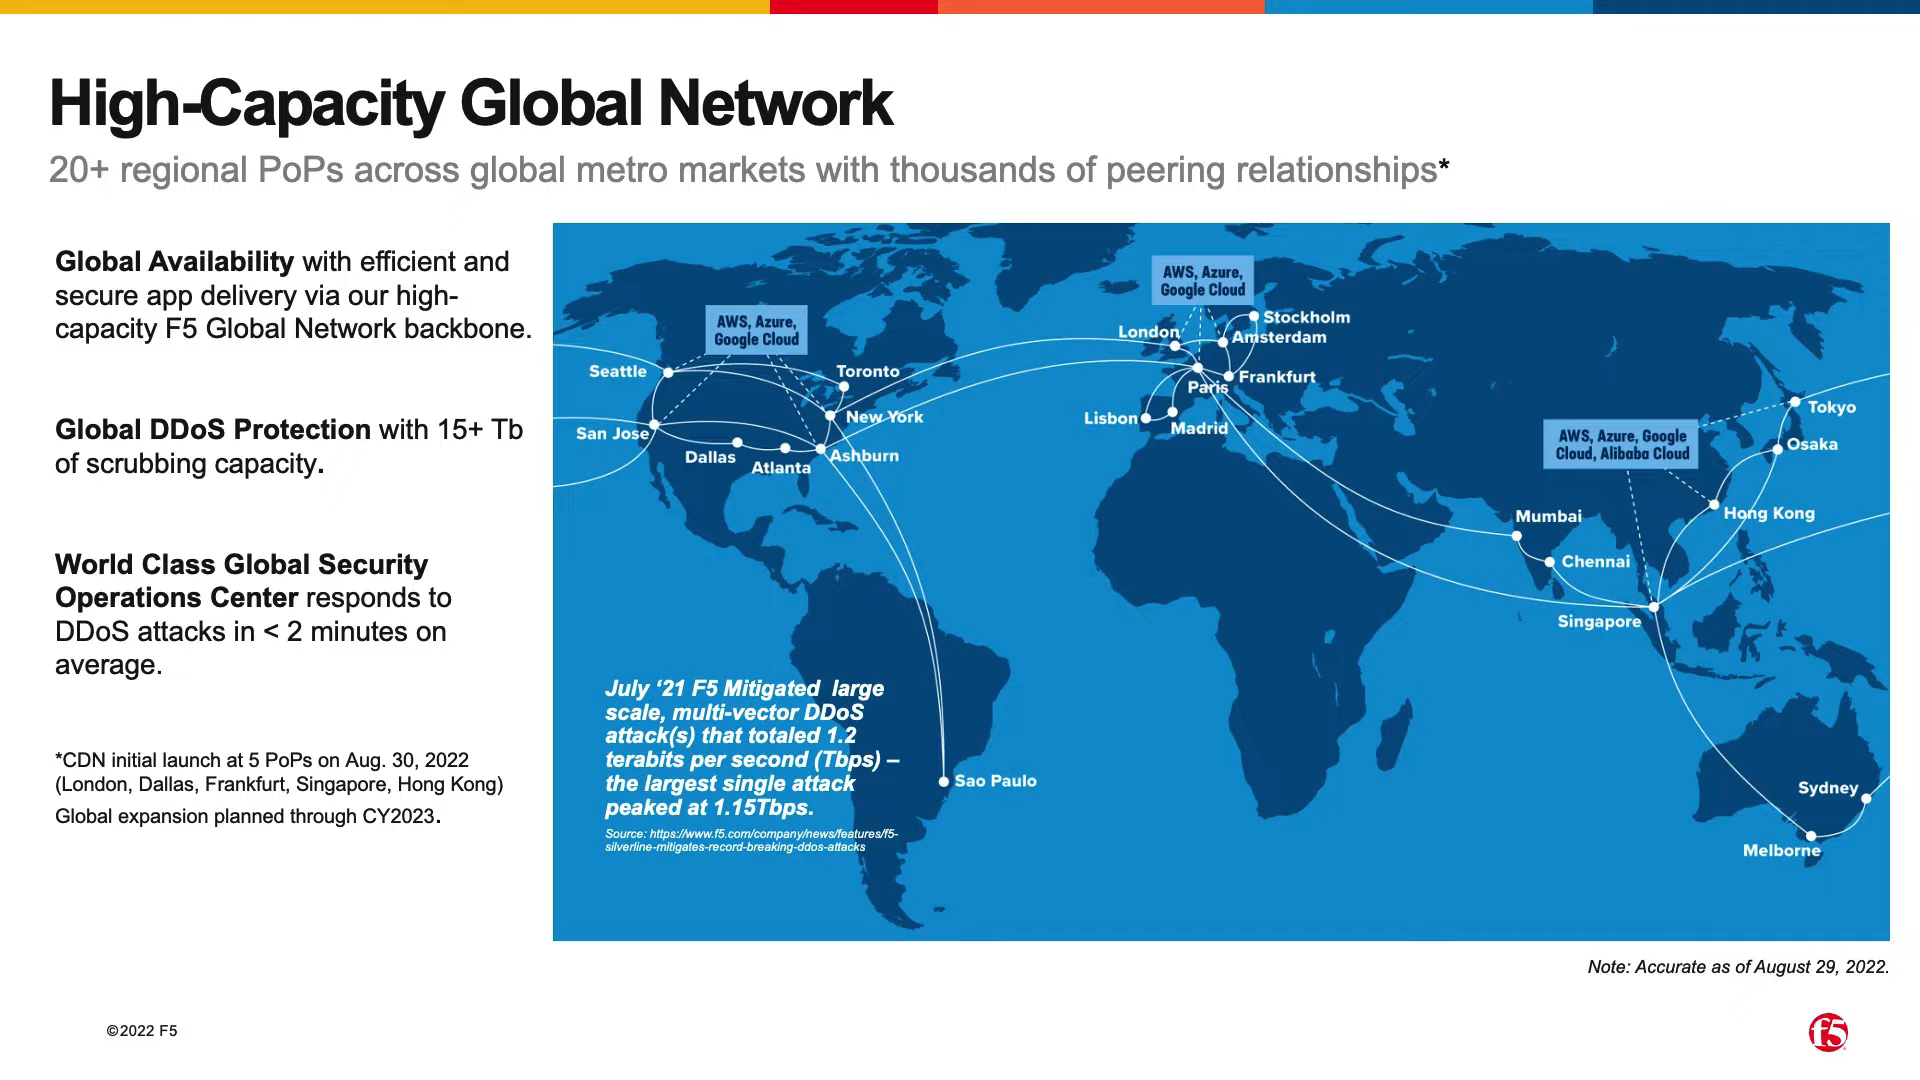 High-Capacity Global Network
20+ regional PoPs across global metro markets with thousands of peering relationships*
Global Availability with efficient and
secure app delivery via our high-
capacity F5 Global Network backbone.
Global DDoS Protection with 15+ Tb
of scrubbing capacity.
World Class Global Security
Operations Center responds to
DDoS attacks in < 2 minutes on
average.
*CDN initial launch at 5 PoPs on Aug. 30, 2022
(London, Dallas, Frankfurt, Singapore, Hong Kong)
Global expansion planned through CY2023.
AWS, Azure,
Google Cloud
Seattle
Toronto
New York
San Jose
Dallas
Atlanta
Ashburn
AWS, Azure,
Google Cloud
London
Stockholm
Amsterdam
Paris
Frankfurt
Lisbon
Madrid
AWS, Azure, Google
Cloud, Alibaba Cloud
Tokyo
Osaka
Hong Kong
Mumbai
Chennai
Singapore
Sao Paulo
Sydney
Melborne
July ‘21 F5 Mitigated large
scale, multi-vector DDoS
attack(s) that totaled 1.2
terabits per second (Tbps) –
the largest single attack
peaked at 1.15Tbps.
Source: https://www.f5.com/company/news/features/f5-
silverline-mitigates-record-breaking-ddos-attacks
Note: Accurate as of August 29, 2022.
©2022 F5
f5